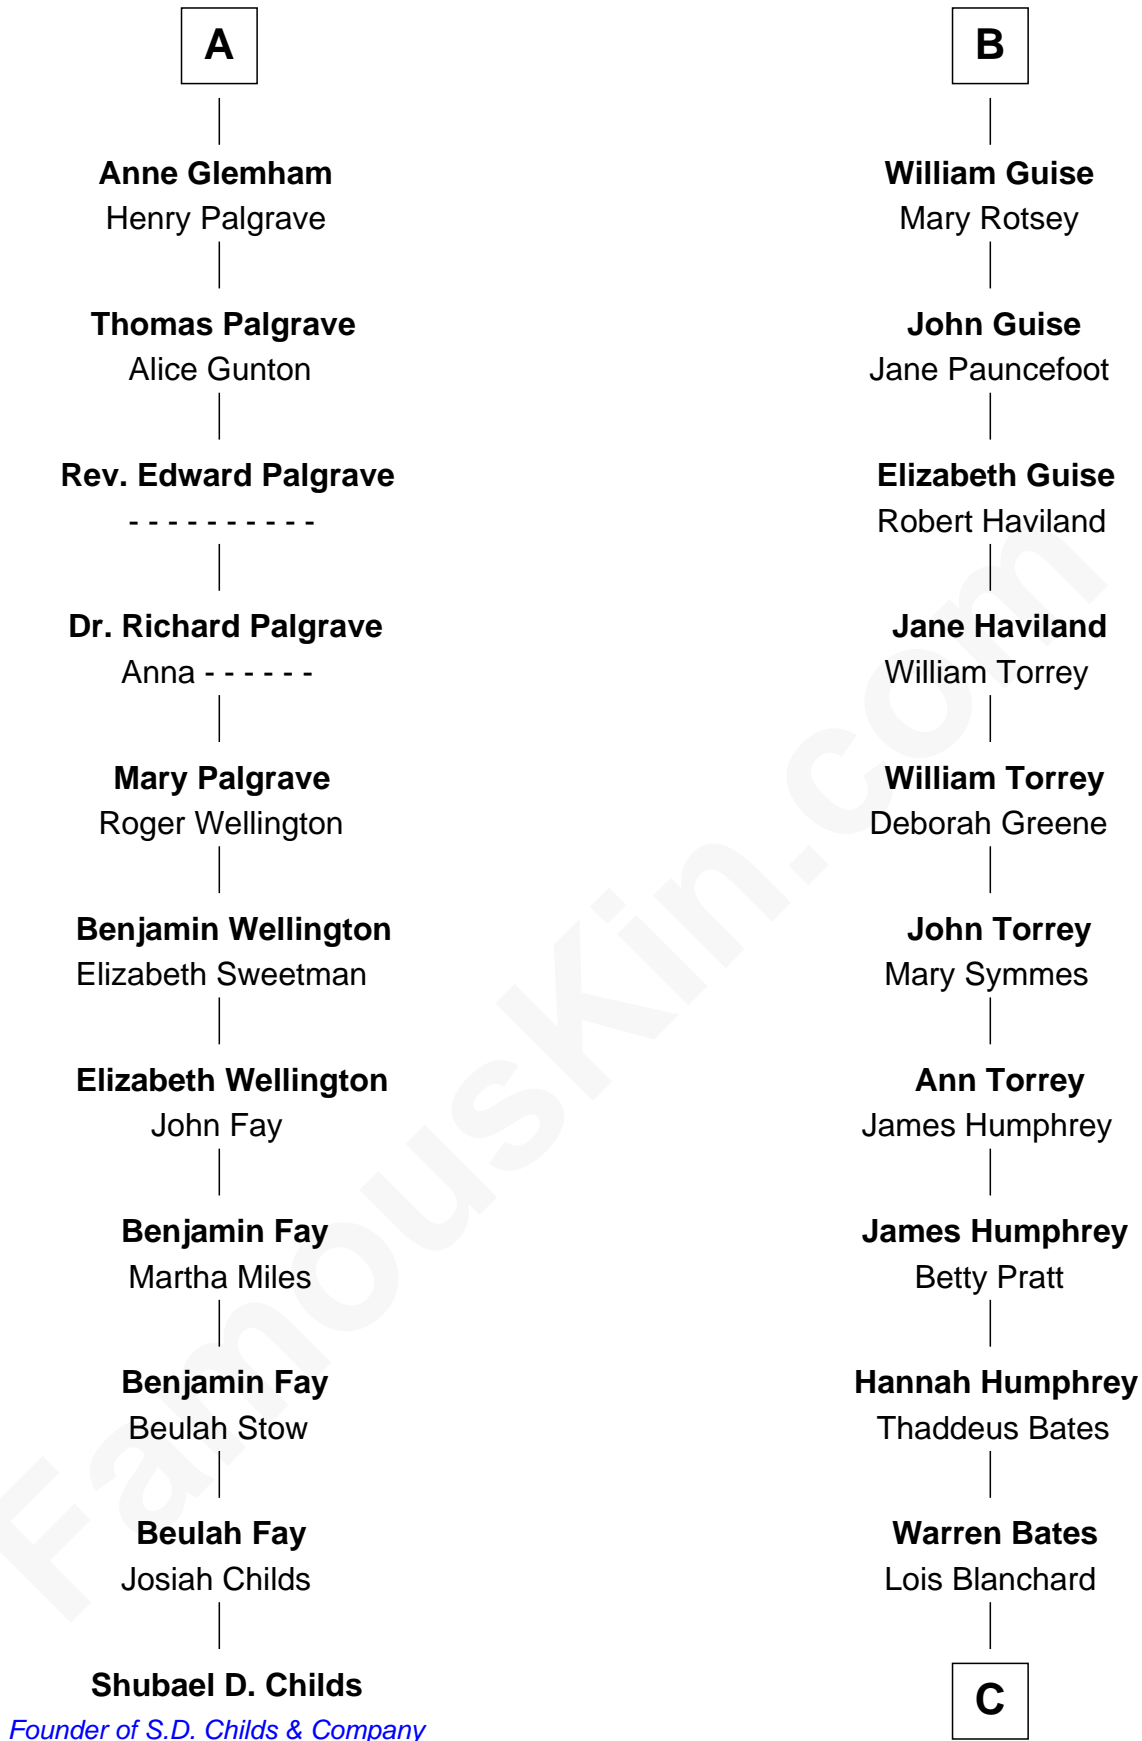 A
Anne Glemham
Henry Palgrave
Thomas Palgrave
Alice Gunton
Rev. Edward Palgrave
- - - - - - - - - -
Dr. Richard Palgrave
Anna - - - - - -
Mary Palgrave
Roger Wellington
Benjamin Wellington
Elizabeth Sweetman
Elizabeth Wellington
John Fay
Benjamin Fay
Martha Miles
Benjamin Fay
Beulah Stow
Beulah Fay
Josiah Childs
Shubael D. Childs
Founder of S.D. Childs & Company
B
William Guise
Mary Rotsey
John Guise
Jane Pauncefoot
Elizabeth Guise
Robert Haviland
Jane Haviland
William Torrey
William Torrey
Deborah Greene
John Torrey
Mary Symmes
Ann Torrey
James Humphrey
James Humphrey
Betty Pratt
Hannah Humphrey
Thaddeus Bates
Warren Bates
Lois Blanchard
C
FamousKin.com